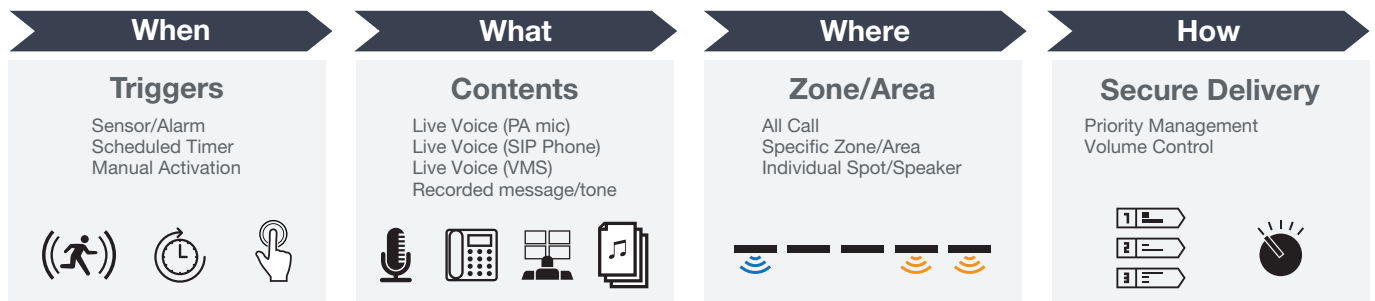 When
What
Where
How
Triggers
Sensor/Alarm
Scheduled Timer
Manual Activation
Contents
Live Voice (PA mic)
Live Voice (SIP Phone)
Live Voice (VMS)
Recorded message/tone
Zone/Area
All Call
Specific Zone/Area
Individual Spot/Speaker
Secure Delivery
Priority Management
Volume Control
1
2
3